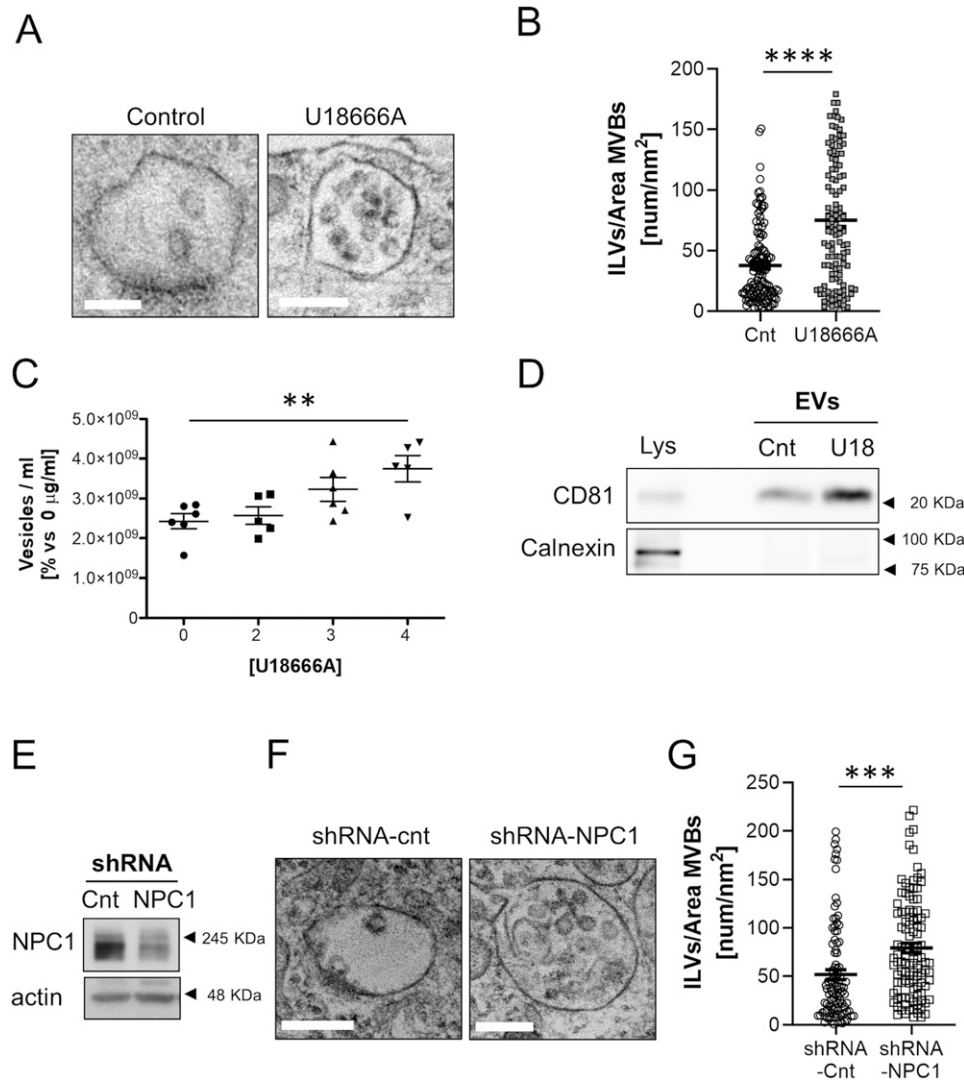 A
Control U18666A
B
****
ILVs/Area MVBs
[num/nm²]
200
150
100
50
0
Cnt U18666A
C
**
Vesicles / ml
[% vs 0 µg/ml]
5.0×10⁰⁹
4.0×10⁰⁹
3.0×10⁰⁹
2.0×10⁰⁹
1.0×10⁰⁹
0
0 2 3 4
[U18666A]
D
EVs
Lys Cnt U18
CD81
20 KDa
Calnexin
100 KDa
75 KDa
E
shRNA
Cnt NPC1
NPC1
245 KDa
actin
48 KDa
F
shRNA-cnt shRNA-NPC1
G
***
ILVs/Area MVBs
[num/nm²]
250
200
150
100
50
0
shRNA shRNA
-Cnt -NPC1